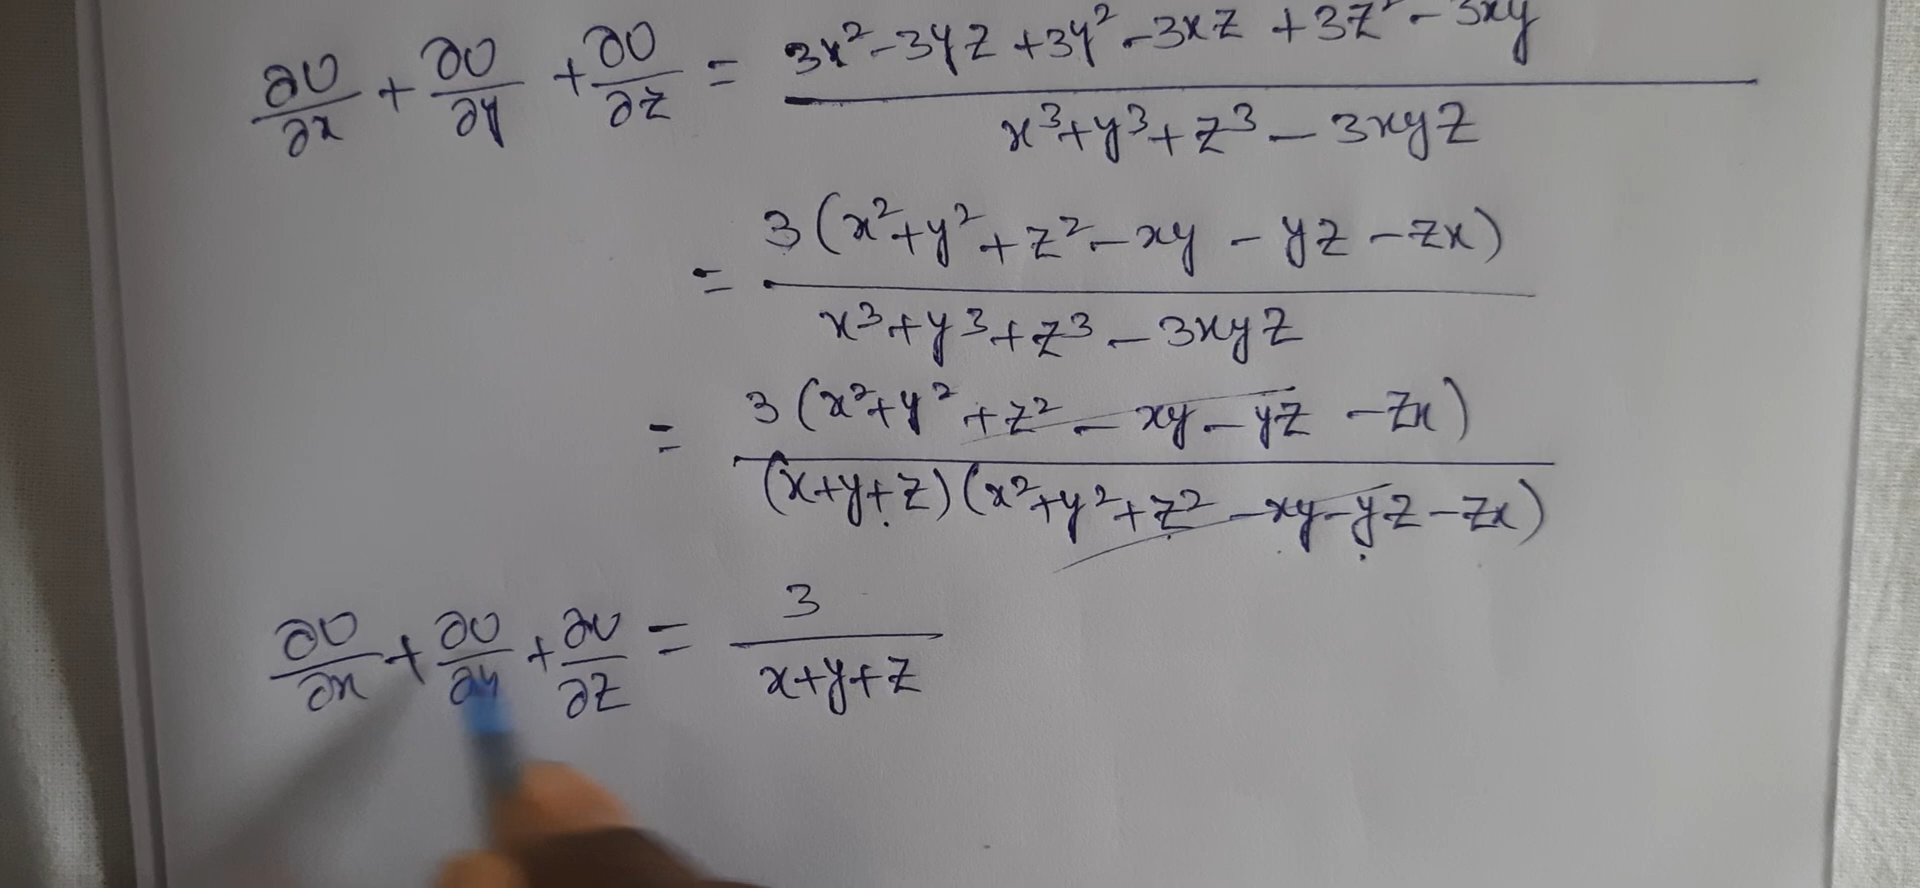 ∂U/∂x + ∂U/∂y + ∂U/∂z = (3x² - 3yz + 3y² - 3xz + 3z² - 3xy) / (x³ + y³ + z³ - 3xyz)
= 3(x² + y² + z² - xy - yz - zx) / (x³ + y³ + z³ - 3xyz)
= 3(x² + y² + z² - xy - yz - zx) / (x+y+z)(x² + y² + z² - xy - yz - zx)
∂U/∂x + ∂U/∂y + ∂U/∂z = 3 / (x+y+z)